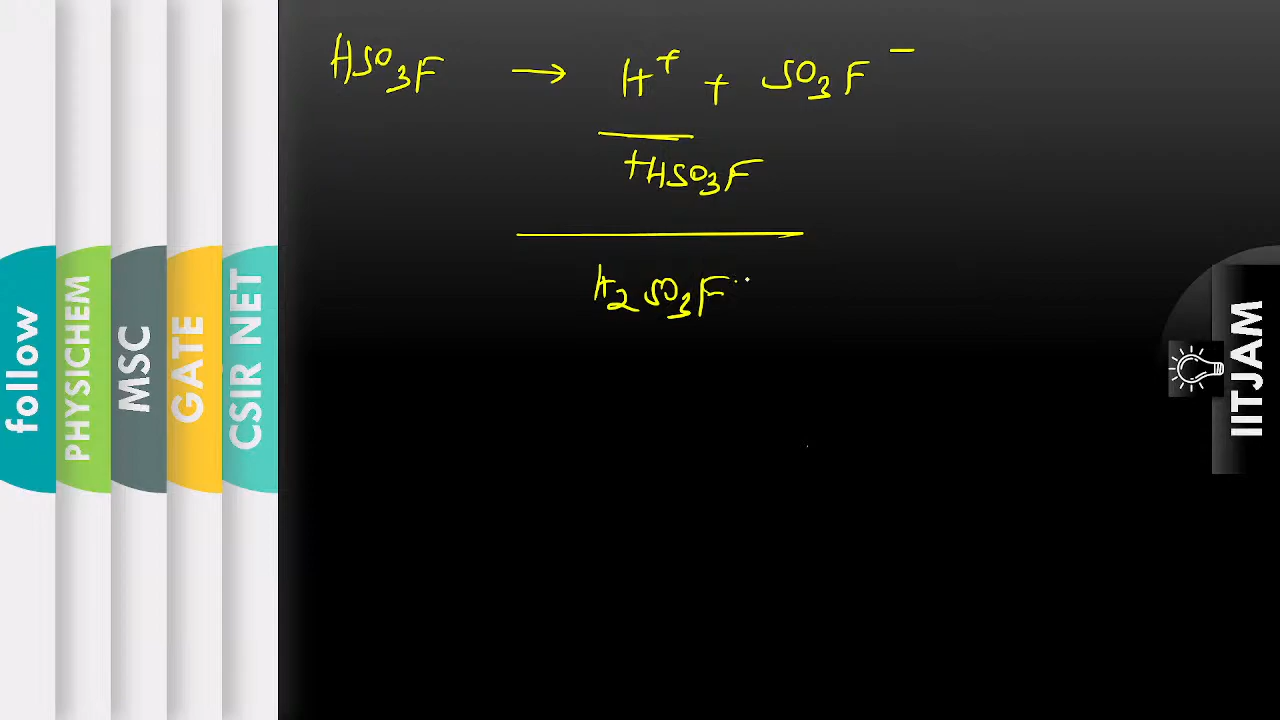 HSO₃F → H⁺ + SO₃F⁻
+HSO₃F
H₂SO₃F
follow
PHYSICHEM
MSC
GATE
CSIR NET
IITJAM